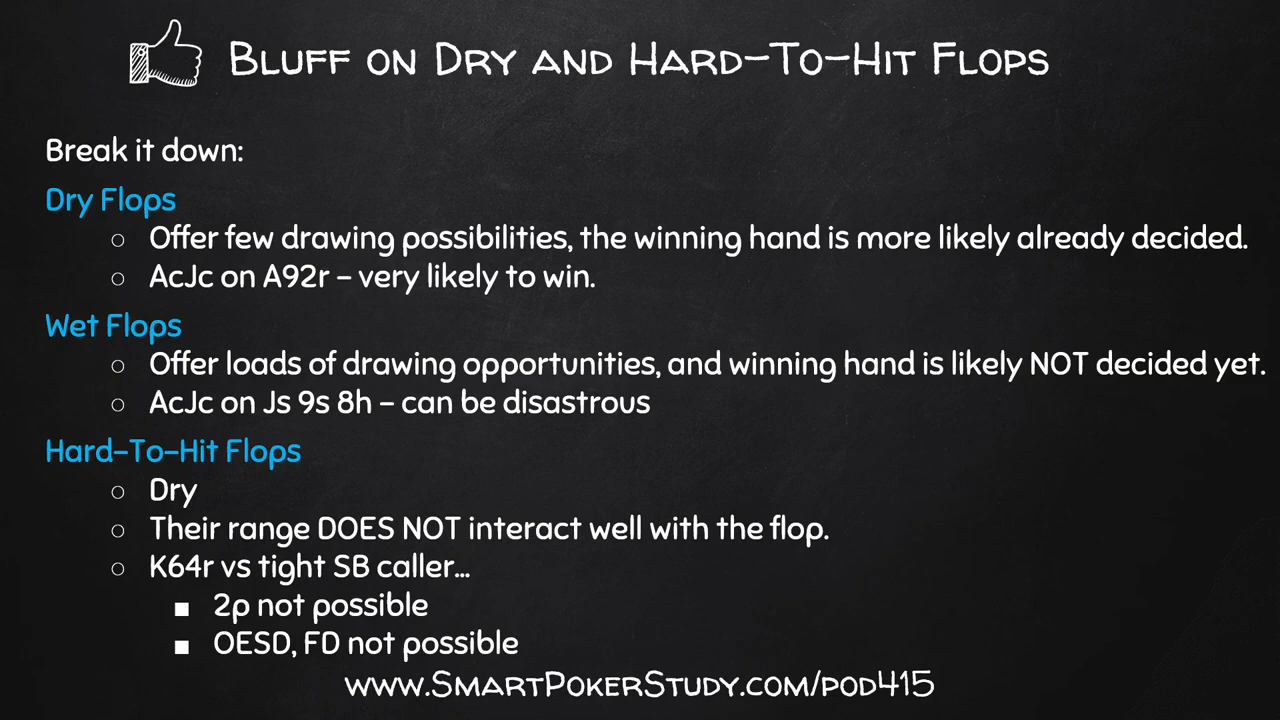 Bluff on Dry and Hard-To-Hit Flops
Break it down:
Dry Flops
○ Offer few drawing possibilities, the winning hand is more likely already decided.
○ AcJc on A92r – very likely to win.
Wet Flops
○ Offer loads of drawing opportunities, and winning hand is likely NOT decided yet.
○ AcJc on Js 9s 8h – can be disastrous
Hard-To-Hit Flops
○ Dry
○ Their range DOES NOT interact well with the flop.
○ K64r vs tight SB caller...
■ 2p not possible
■ OESD, FD not possible
www.SmartPokerStudy.com/pod415